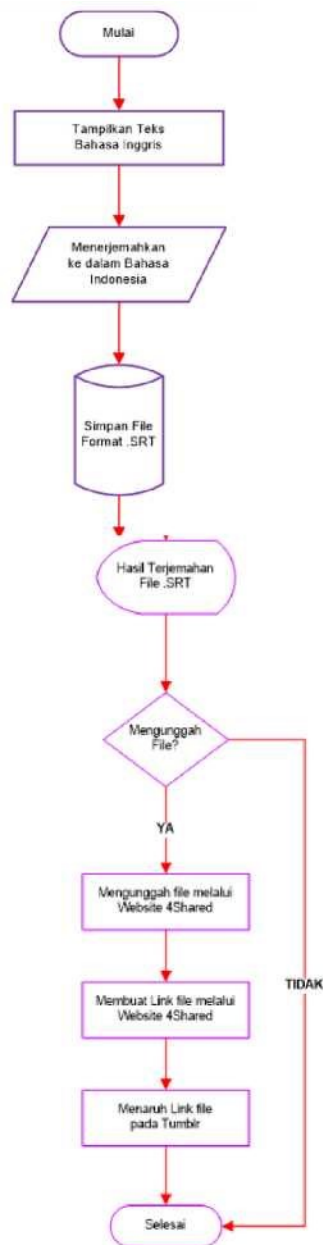 Mulai
Tampilkan Teks
Bahasa Inggris
Menerjemahkan
ke dalam Bahasa
Indonesia
Simpan File
Format .SRT
Hasil Terjemahan
File .SRT
Mengunggah
File?
YA
Mengunggah file melalui
Website 4Shared
TIDAK
Membuat Link file melalui
Website 4Shared
Menaruh Link file
pada Tumblr
Selesai